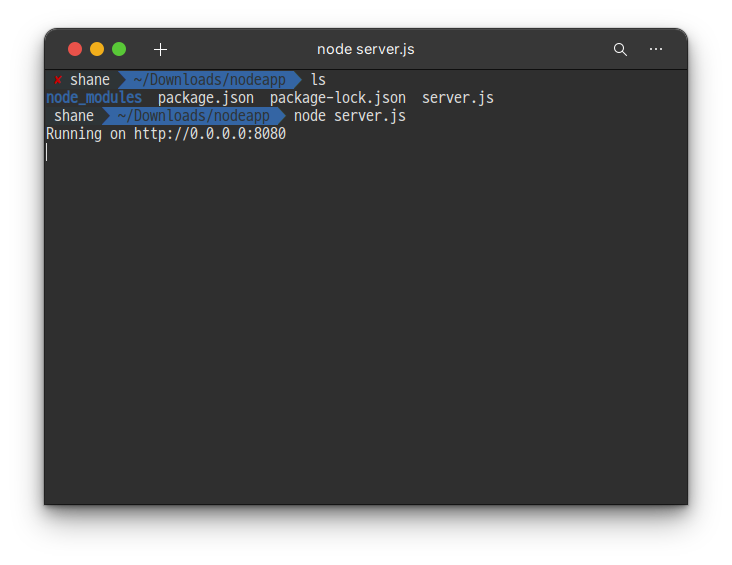 node server.js
✘ shane ~/Downloads/nodeapp ls
node_modules package.json package-lock.json server.js
shane ~/Downloads/nodeapp node server.js
Running on http://0.0.0.0:8080